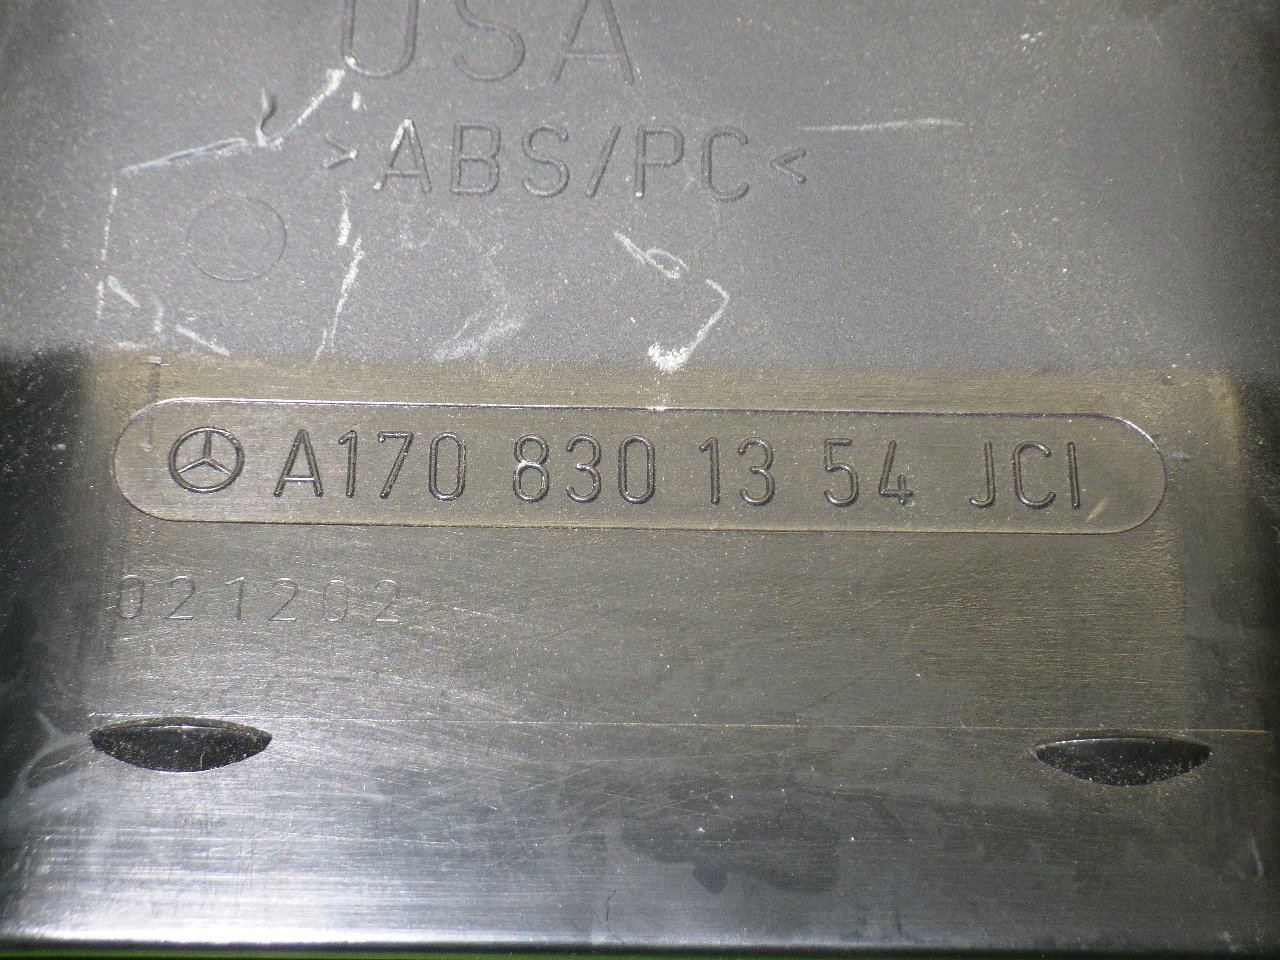 USA
>ABS/PC<
A170 830 13 54 JCI
021202